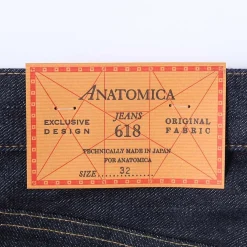 ANATOMICA
JEANS
EXCLUSIVE DESIGN
618
ORIGINAL FABRIC
TECHNICALLY MADE IN JAPAN
FOR ANATOMICA
SIZE...32...........